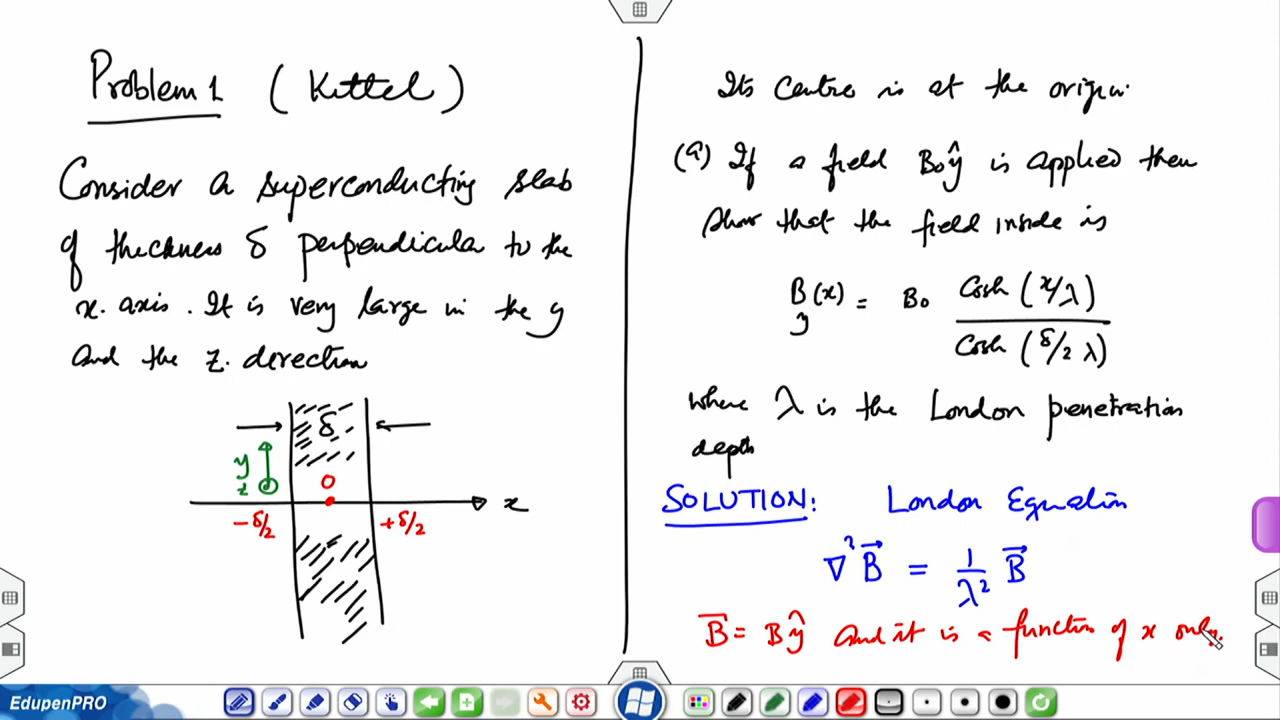 Problem 1 (Kittel)
Consider a superconducting slab
of thickness δ perpendicular to the
x. axis. It is very large in the y
and the z. direction
δ
y
z
O
x
-δ/2
+δ/2
Its centre is at the origin.
(a) If a field B₀ŷ is applied then
show that the field inside is
B_y(x) = B₀ Cosh (x/λ) / Cosh (δ/2λ)
where λ is the London penetration
depth
SOLUTION: London Equation
∇²B⃗ = 1/λ² B⃗
B⃗ = Bŷ and it is a function of x only.
EdupenPRO